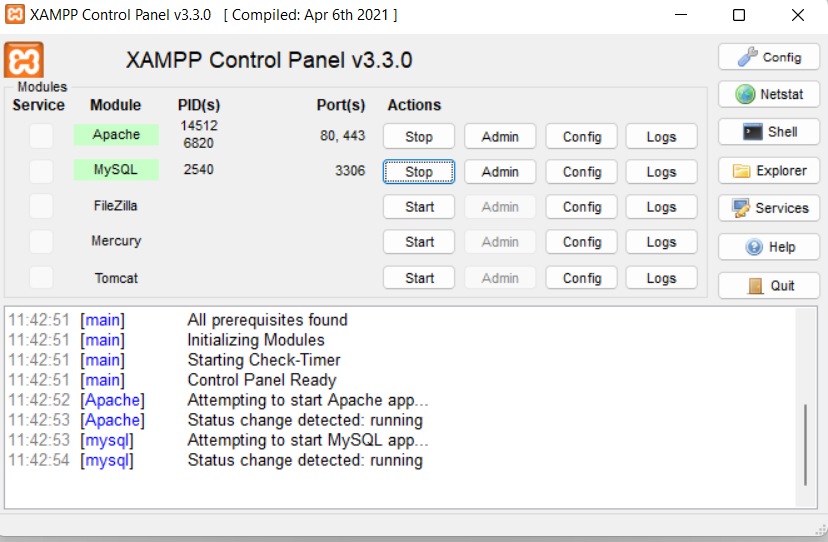 XAMPP Control Panel v3.3.0 [ Compiled: Apr 6th 2021 ]
XAMPP Control Panel v3.3.0
Config
Modules
Service Module PID(s) Port(s) Actions
Netstat
Apache 14512 6820 80, 443 Stop Admin Config Logs
Shell
MySQL 2540 3306 Stop Admin Config Logs
Explorer
FileZilla Start Admin Config Logs
Services
Mercury Start Admin Config Logs
Help
Tomcat Start Admin Config Logs
Quit
11:42:51 [main] All prerequisites found
11:42:51 [main] Initializing Modules
11:42:51 [main] Starting Check-Timer
11:42:51 [main] Control Panel Ready
11:42:52 [Apache] Attempting to start Apache app...
11:42:53 [Apache] Status change detected: running
11:42:53 [mysql] Attempting to start MySQL app...
11:42:54 [mysql] Status change detected: running